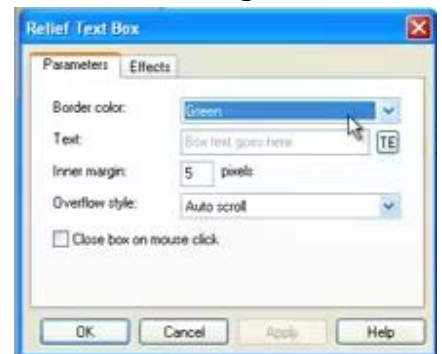 Relief Text Box
Parameters Effects
Border color: Green
Text: Box text goes here TE
Inner margin: 5 pixels
Overflow style: Auto scroll
Close box on mouse click
OK Cancel Apply Help